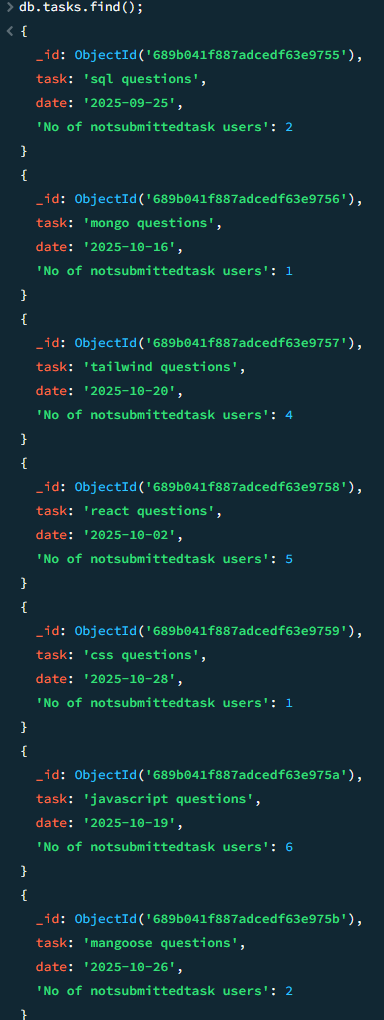 > db.tasks.find();
< {
_id: ObjectId('689b041f887adcedf63e9755'),
task: 'sql questions',
date: '2025-09-25',
'No of notsubmittedtask users': 2
}
{
_id: ObjectId('689b041f887adcedf63e9756'),
task: 'mongo questions',
date: '2025-10-16',
'No of notsubmittedtask users': 1
}
{
_id: ObjectId('689b041f887adcedf63e9757'),
task: 'tailwind questions',
date: '2025-10-20',
'No of notsubmittedtask users': 4
}
{
_id: ObjectId('689b041f887adcedf63e9758'),
task: 'react questions',
date: '2025-10-02',
'No of notsubmittedtask users': 5
}
{
_id: ObjectId('689b041f887adcedf63e9759'),
task: 'css questions',
date: '2025-10-28',
'No of notsubmittedtask users': 1
}
{
_id: ObjectId('689b041f887adcedf63e975a'),
task: 'javascript questions',
date: '2025-10-19',
'No of notsubmittedtask users': 6
}
{
_id: ObjectId('689b041f887adcedf63e975b'),
task: 'mangoose questions',
date: '2025-10-26',
'No of notsubmittedtask users': 2
}